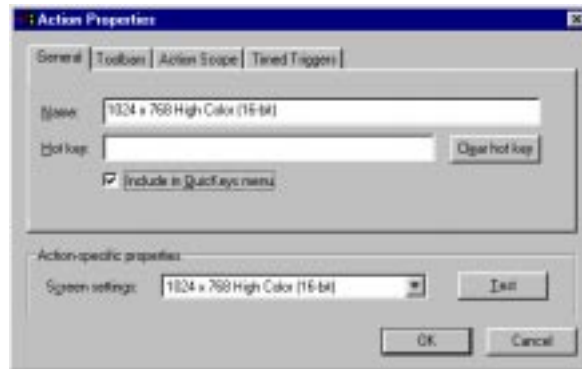 Action Properties
General Toolbars Action Scope Timed Triggers
Name: 1024 x 768 High Color (16-bit)
Hot key: Clear hot key
Include in QuicKeys menu
Action-specific properties
Screen settings: 1024 x 768 High Color (16-bit) Test
OK Cancel